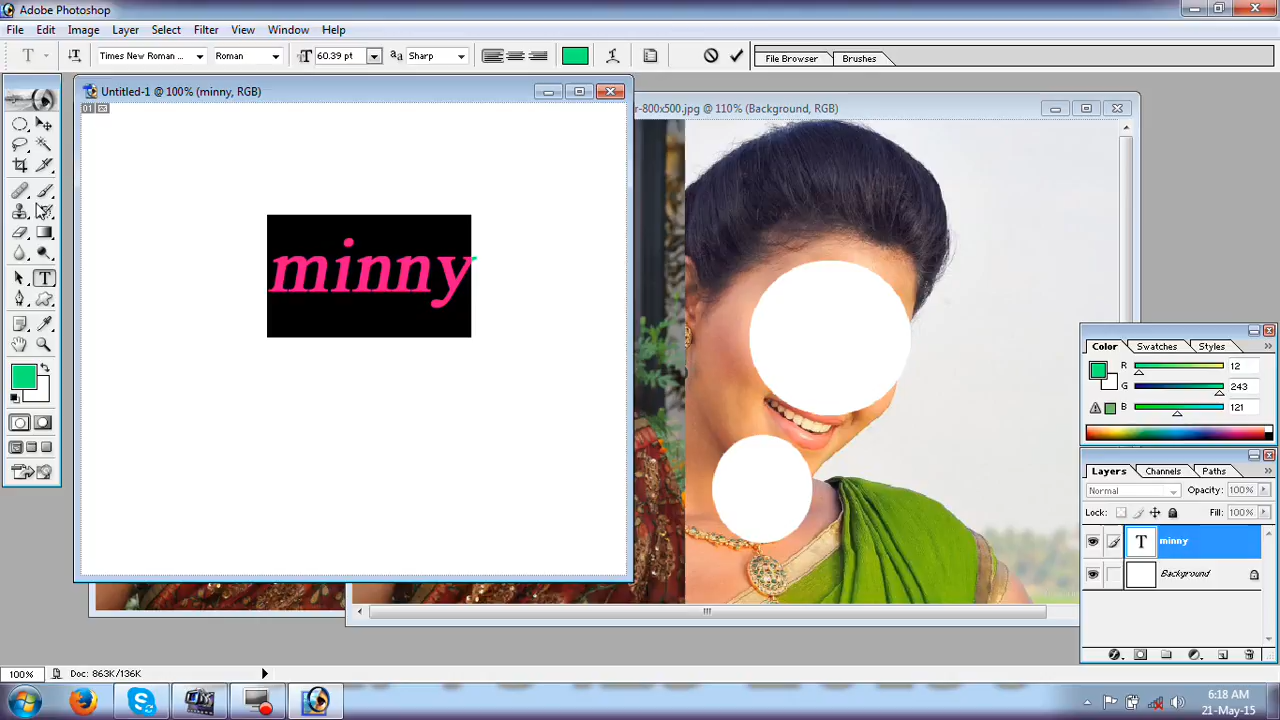 Adobe Photoshop
File Edit Image Layer Select Filter View Window Help
T T Times New Roman ... Roman T 60.39 pt aa Sharp File Browser Brushes
Untitled-1 @ 100% (minny, RGB)
r-800x500.jpg @ 110% (Background, RGB)
01
minny
T
Color Swatches Styles
R 12
G 243
B 121
Layers Channels Paths
Normal Opacity: 100%
Lock: Fill: 100%
T minny
Background
100% Doc: 863K/136K
6:18 AM
21-May-15